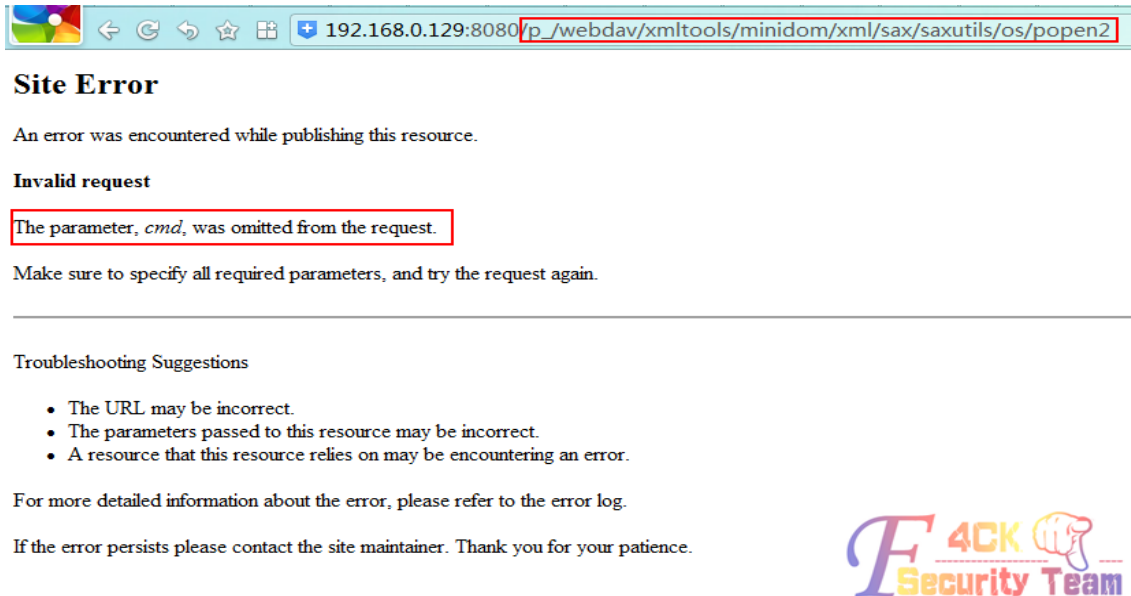 192.168.0.129:8080/p_/webdav/xmltools/minidom/xml/sax/saxutils/os/popen2
Site Error
An error was encountered while publishing this resource.
Invalid request
The parameter, cmd, was omitted from the request.
Make sure to specify all required parameters, and try the request again.
Troubleshooting Suggestions
• The URL may be incorrect.
• The parameters passed to this resource may be incorrect.
• A resource that this resource relies on may be encountering an error.
For more detailed information about the error, please refer to the error log.
If the error persists please contact the site maintainer. Thank you for your patience.
F4CK
Security Team